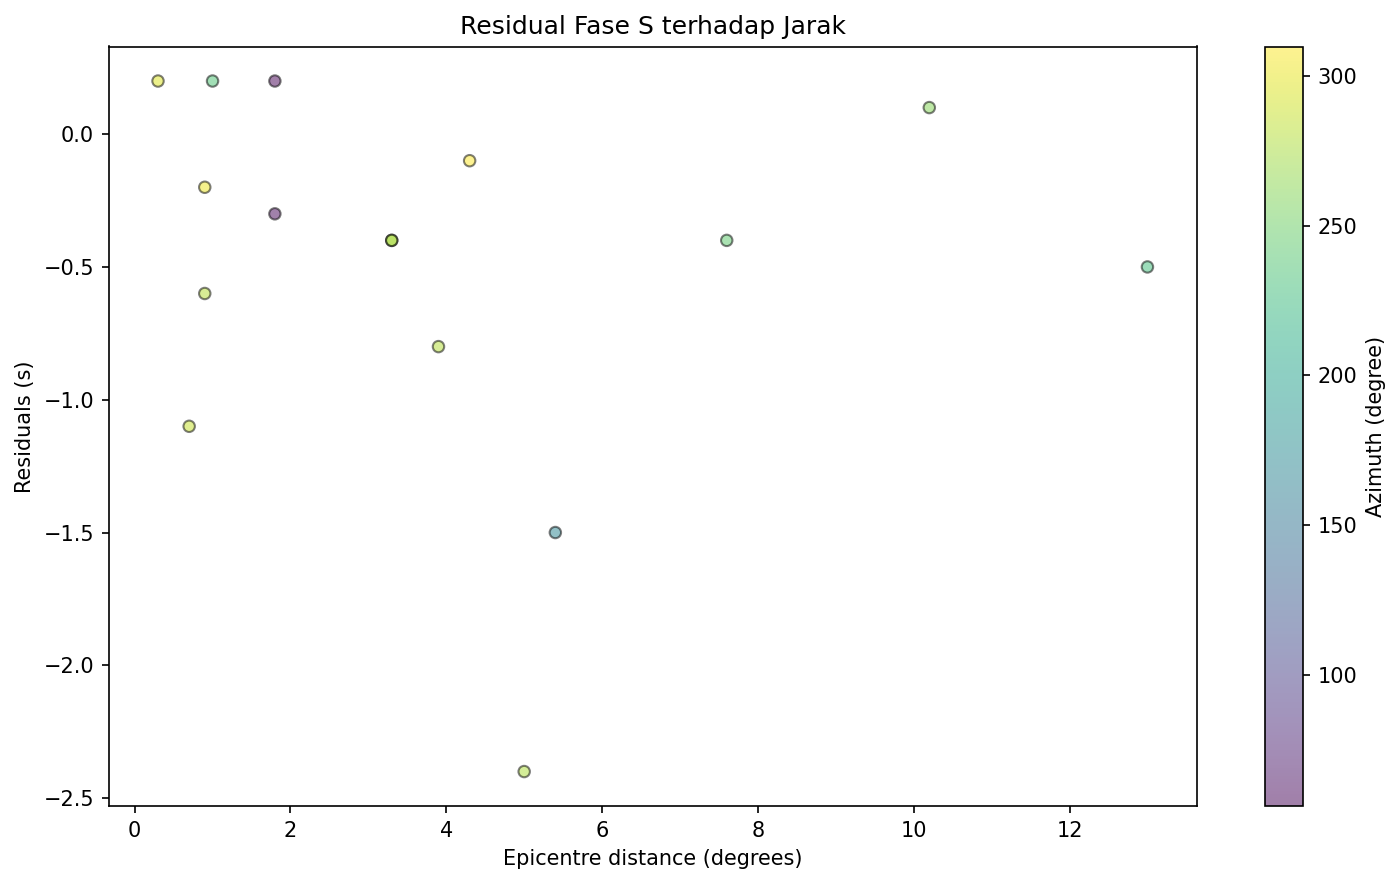 Residual Fase S terhadap Jarak
0.0
−0.5
−1.0
−1.5
−2.0
−2.5
Residuals (s)
0 2 4 6 8 10 12
Epicentre distance (degrees)
300
250
200
150
100
Azimuth (degree)